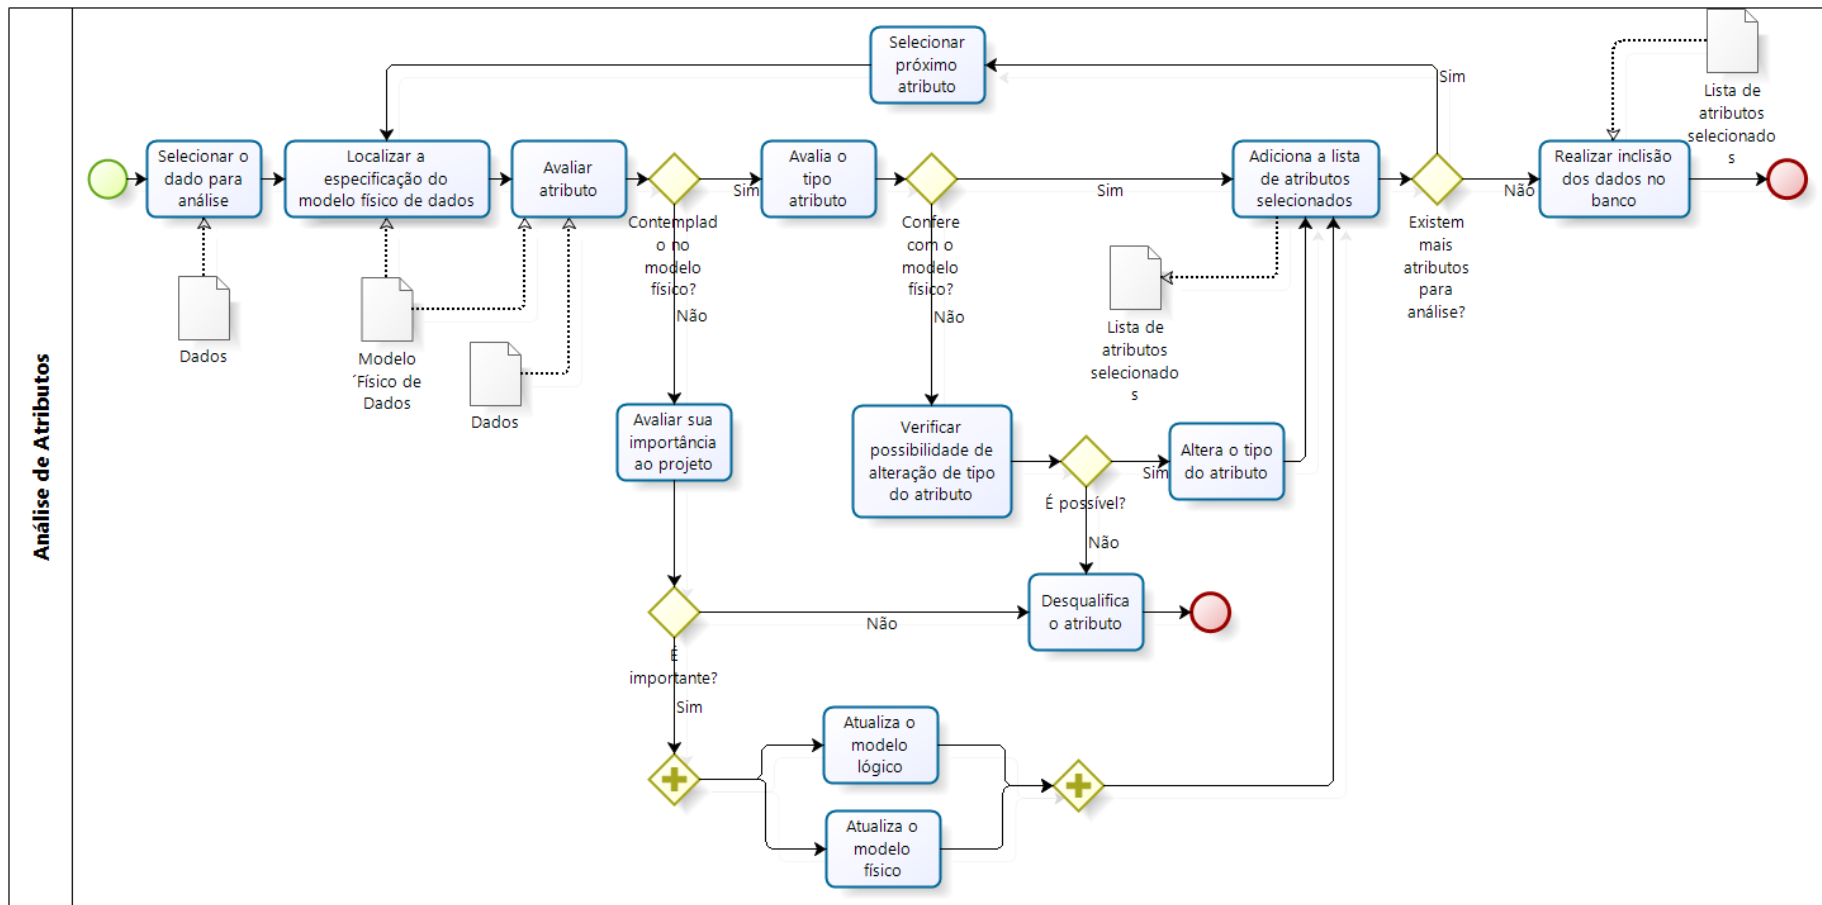 Análise de Atributos
Selecionar
próximo
atributo
Sim
Lista de
atributos
selecionado
s
Selecionar o
dado para
análise
Localizar a
especificação do
modelo físico de dados
Avaliar
atributo
Contemplad
o no
modelo
físico?
Sim
Avalia o
tipo
atributo
Confere
com o
modelo
físico?
Sim
Adiciona a lista
de atributos
selecionados
Existem
mais
atributos
para
análise?
Não
Realizar inclisão
dos dados no
banco
Dados
Modelo
´Físico de
Dados
Dados
Não
Não
Lista de
atributos
selecionado
s
Avaliar sua
importância
ao projeto
Verificar
possibilidade de
alteração de tipo
do atributo
É possível?
Sim
Altera o tipo
do atributo
Não
Desqualifica
o atributo
Não
É
importante?
Sim
Atualiza o
modelo
lógico
Atualiza o
modelo
físico